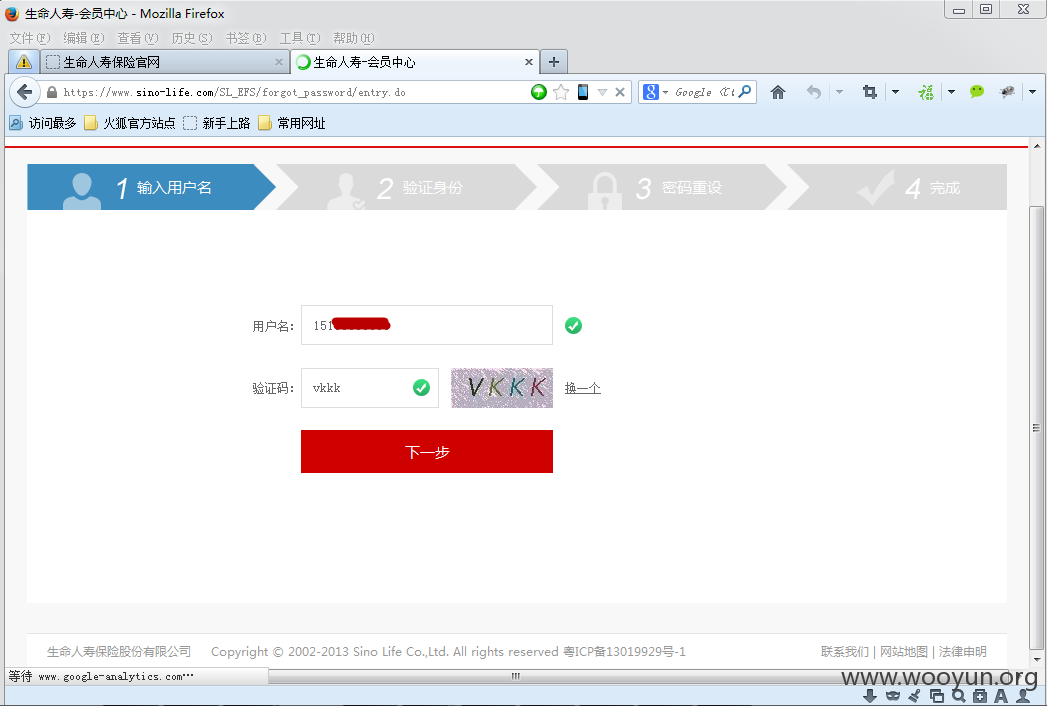 生命人寿-会员中心 - Mozilla Firefox
文件(F) 编辑(E) 查看(V) 历史(S) 书签(B) 工具(T) 帮助(H)
生命人寿保险官网 生命人寿-会员中心
https://www.sino-life.com/SL_EFS/forgot_password/entry.do Google
访问最多 火狐官方站点 新手上路 常用网址
1 输入用户名 2 验证身份 3 密码重设 4 完成
用户名: 151
验证码: vkkk VKKK 换一个
下一步
生命人寿保险股份有限公司 Copyright © 2002-2013 Sino Life Co.,Ltd. All rights reserved 粤ICP备13019929号-1 联系我们 | 网站地图 | 法律申明
等待 www.google-analytics.com…
www.wooyun.org